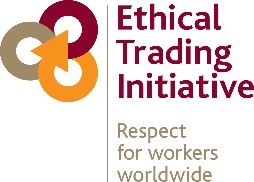 Ethical
Trading
Initiative
Respect
for workers
worldwide